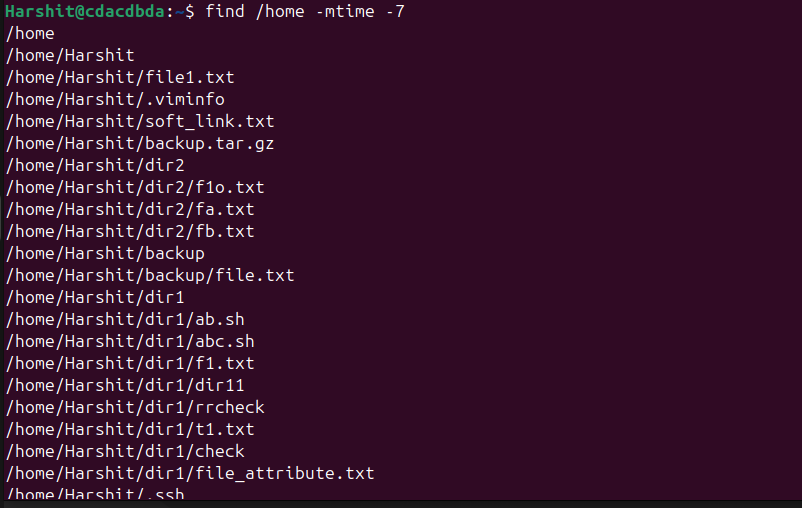 Harshit@cdacdbda:~$ find /home -mtime -7
/home
/home/Harshit
/home/Harshit/file1.txt
/home/Harshit/.viminfo
/home/Harshit/soft_link.txt
/home/Harshit/backup.tar.gz
/home/Harshit/dir2
/home/Harshit/dir2/f1o.txt
/home/Harshit/dir2/fa.txt
/home/Harshit/dir2/fb.txt
/home/Harshit/backup
/home/Harshit/backup/file.txt
/home/Harshit/dir1
/home/Harshit/dir1/ab.sh
/home/Harshit/dir1/abc.sh
/home/Harshit/dir1/f1.txt
/home/Harshit/dir1/dir11
/home/Harshit/dir1/rrcheck
/home/Harshit/dir1/t1.txt
/home/Harshit/dir1/check
/home/Harshit/dir1/file_attribute.txt
/home/Harshit/.ssh